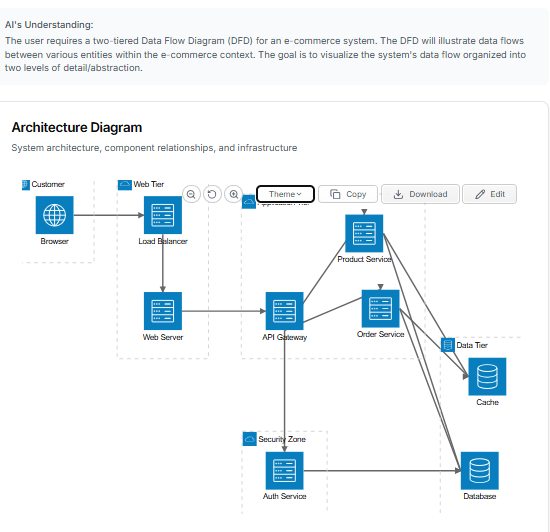 AI's Understanding:
The user requires a two-tiered Data Flow Diagram (DFD) for an e-commerce system. The DFD will illustrate data flows
between various entities within the e-commerce context. The goal is to visualize the system's data flow organized into
two levels of detail/abstraction.
Architecture Diagram
System architecture, component relationships, and infrastructure
Customer
Web Tier
Theme
Copy
Download
Edit
Browser
Load Balancer
Product Service
Web Server
API Gateway
Order Service
Data Tier
Cache
Security Zone
Auth Service
Database